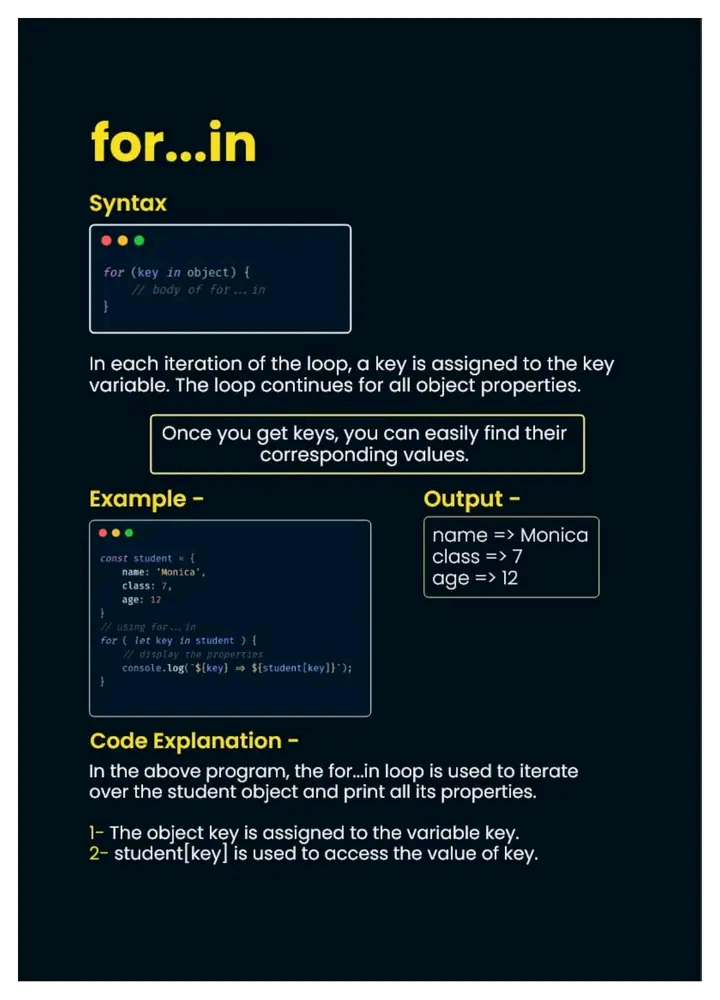 for...in
Syntax
for (key in object) {
// body of for...in
}
In each iteration of the loop, a key is assigned to the key
variable. The loop continues for all object properties.
Once you get keys, you can easily find their
corresponding values.
Example -
const student = {
name: 'Monica',
class: 7,
age: 12
}
// using for...in
for ( let key in student ) {
// display the properties
console.log(`${key} => ${student[key]}`);
}
Output -
name => Monica
class => 7
age => 12
Code Explanation -
In the above program, the for...in loop is used to iterate
over the student object and print all its properties.
1- The object key is assigned to the variable key.
2- student[key] is used to access the value of key.